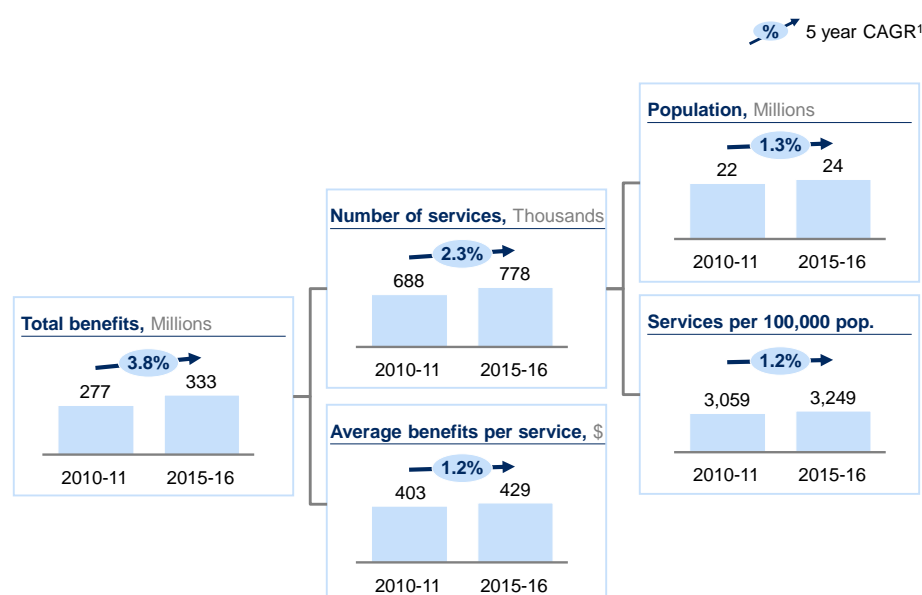 % 5 year CAGR¹
Population, Millions
1.3%
22 24
2010-11 2015-16
Number of services, Thousands
2.3%
688 778
2010-11 2015-16
Total benefits, Millions
3.8%
277 333
2010-11 2015-16
Services per 100,000 pop.
1.2%
3,059 3,249
2010-11 2015-16
Average benefits per service, $
1.2%
403 429
2010-11 2015-16